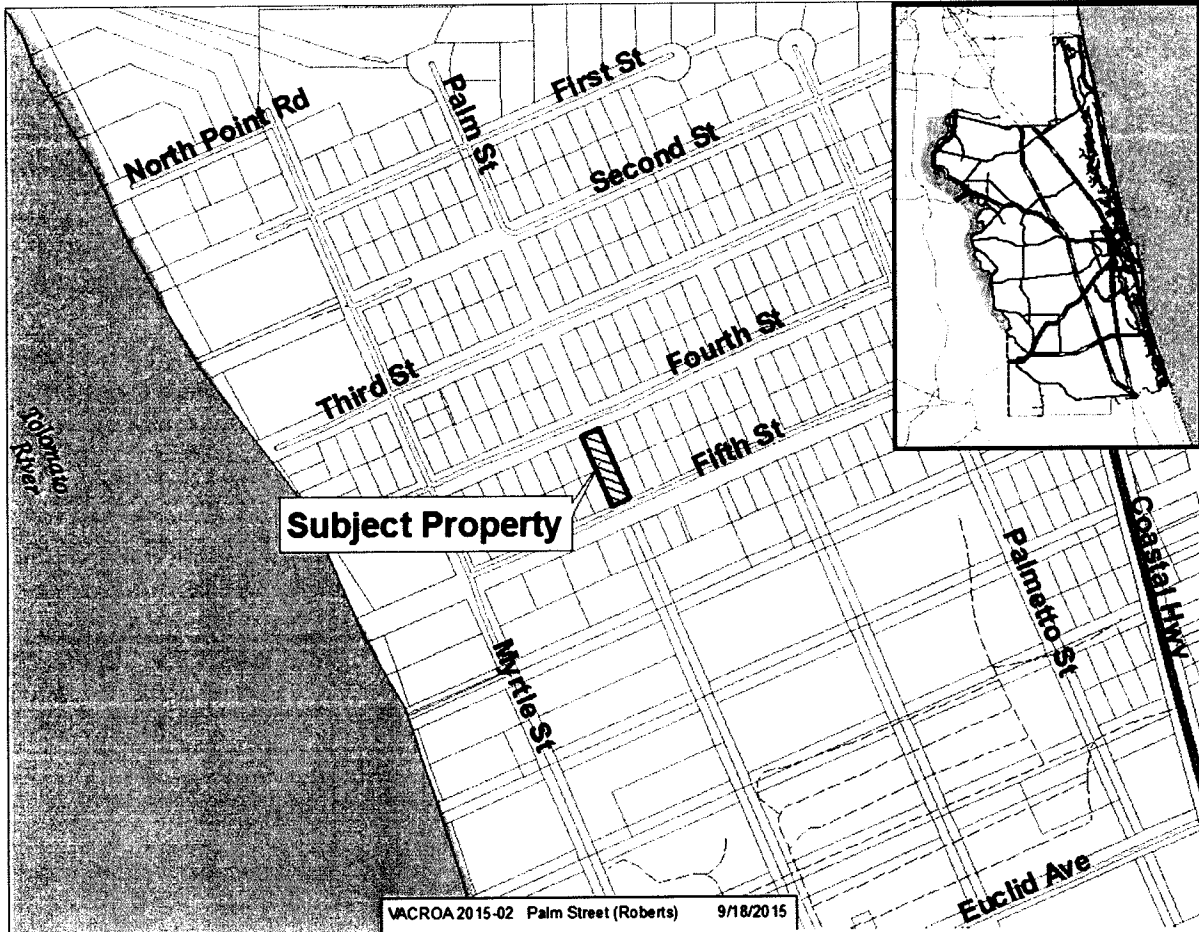 North Point Rd
Palm St
First St
Second St
Third St
Fourth St
Fifth St
Tolomato
River
Subject Property
Myrtle St
Palmetto St
Coastal Hwy
Euclid Ave
VACROA 2015-02 Palm Street (Roberts) 9/18/2015